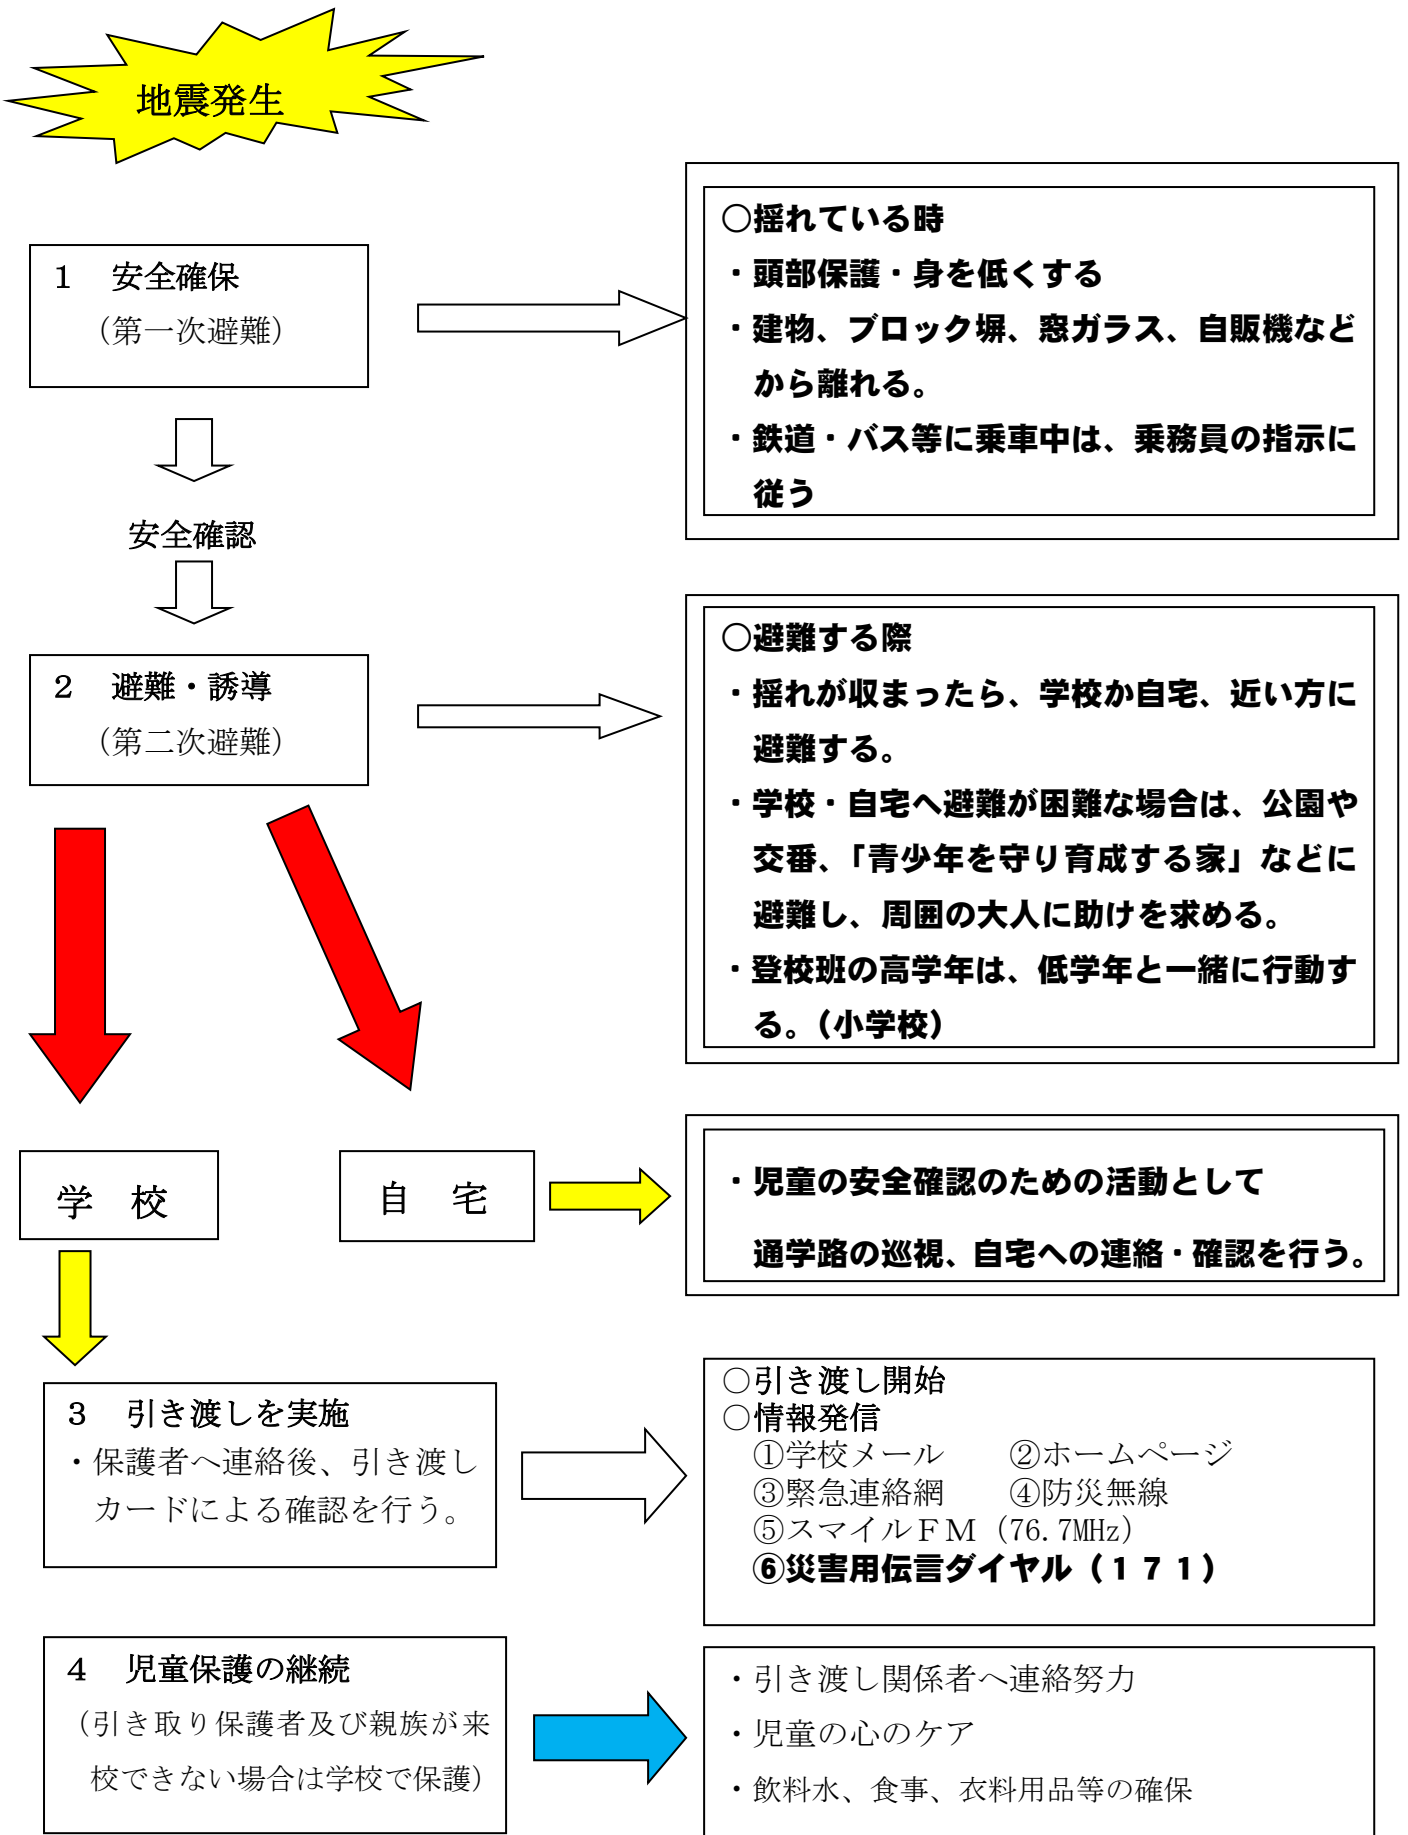 地震発生
１　安全確保
（第一次避難）
○揺れている時
・頭部保護・身を低くする
・建物、ブロック塀、窓ガラス、自販機など
から離れる。
・鉄道・バス等に乗車中は、乗務員の指示に
従う
安全確認
２　避難・誘導
（第二次避難）
○避難する際
・揺れが収まったら、学校か自宅、近い方に
避難する。
・学校・自宅へ避難が困難な場合は、公園や
交番、「青少年を守り育成する家」などに
避難し、周囲の大人に助けを求める。
・登校班の高学年は、低学年と一緒に行動す
る。（小学校）
学　校
自　宅
・児童の安全確認のための活動として
通学路の巡視、自宅への連絡・確認を行う。
３　引き渡しを実施
・保護者へ連絡後、引き渡し
カードによる確認を行う。
○引き渡し開始
○情報発信
①学校メール　　②ホームページ
③緊急連絡網　　④防災無線
⑤スマイルＦＭ（76.7MHz）
⑥災害用伝言ダイヤル（１７１）
４　児童保護の継続
（引き取り保護者及び親族が来
校できない場合は学校で保護）
・引き渡し関係者へ連絡努力
・児童の心のケア
・飲料水、食事、衣料用品等の確保